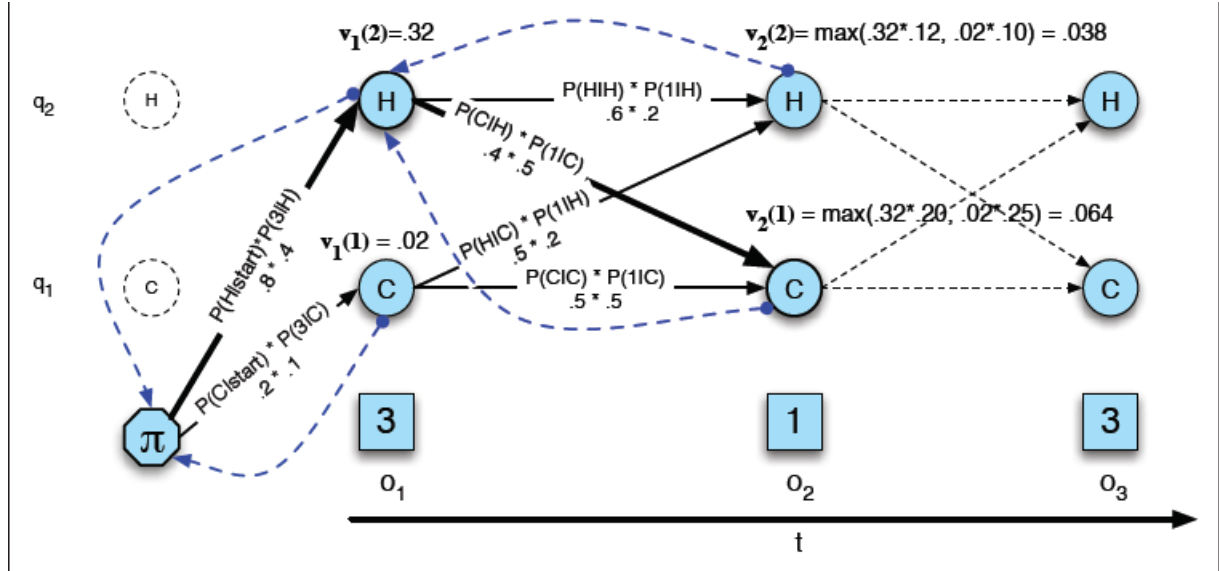 v1(2)=.32
v2(2)= max(.32*.12, .02*.10) = .038
q2
H
H
P(H|H) * P(1|H)
.6 * .2
H
H
P(C|H) * P(1|C)
.4 * .5
P(H|start)*P(3|H)
.8 * .4
v1(1) = .02
P(H|C) * P(1|H)
.5 * .2
v2(1) = max(.32*.20, .02*.25) = .064
q1
C
C
P(C|C) * P(1|C)
.5 * .5
C
C
P(C|start) * P(3|C)
.2 * .1
π
3
1
3
o1
o2
o3
t